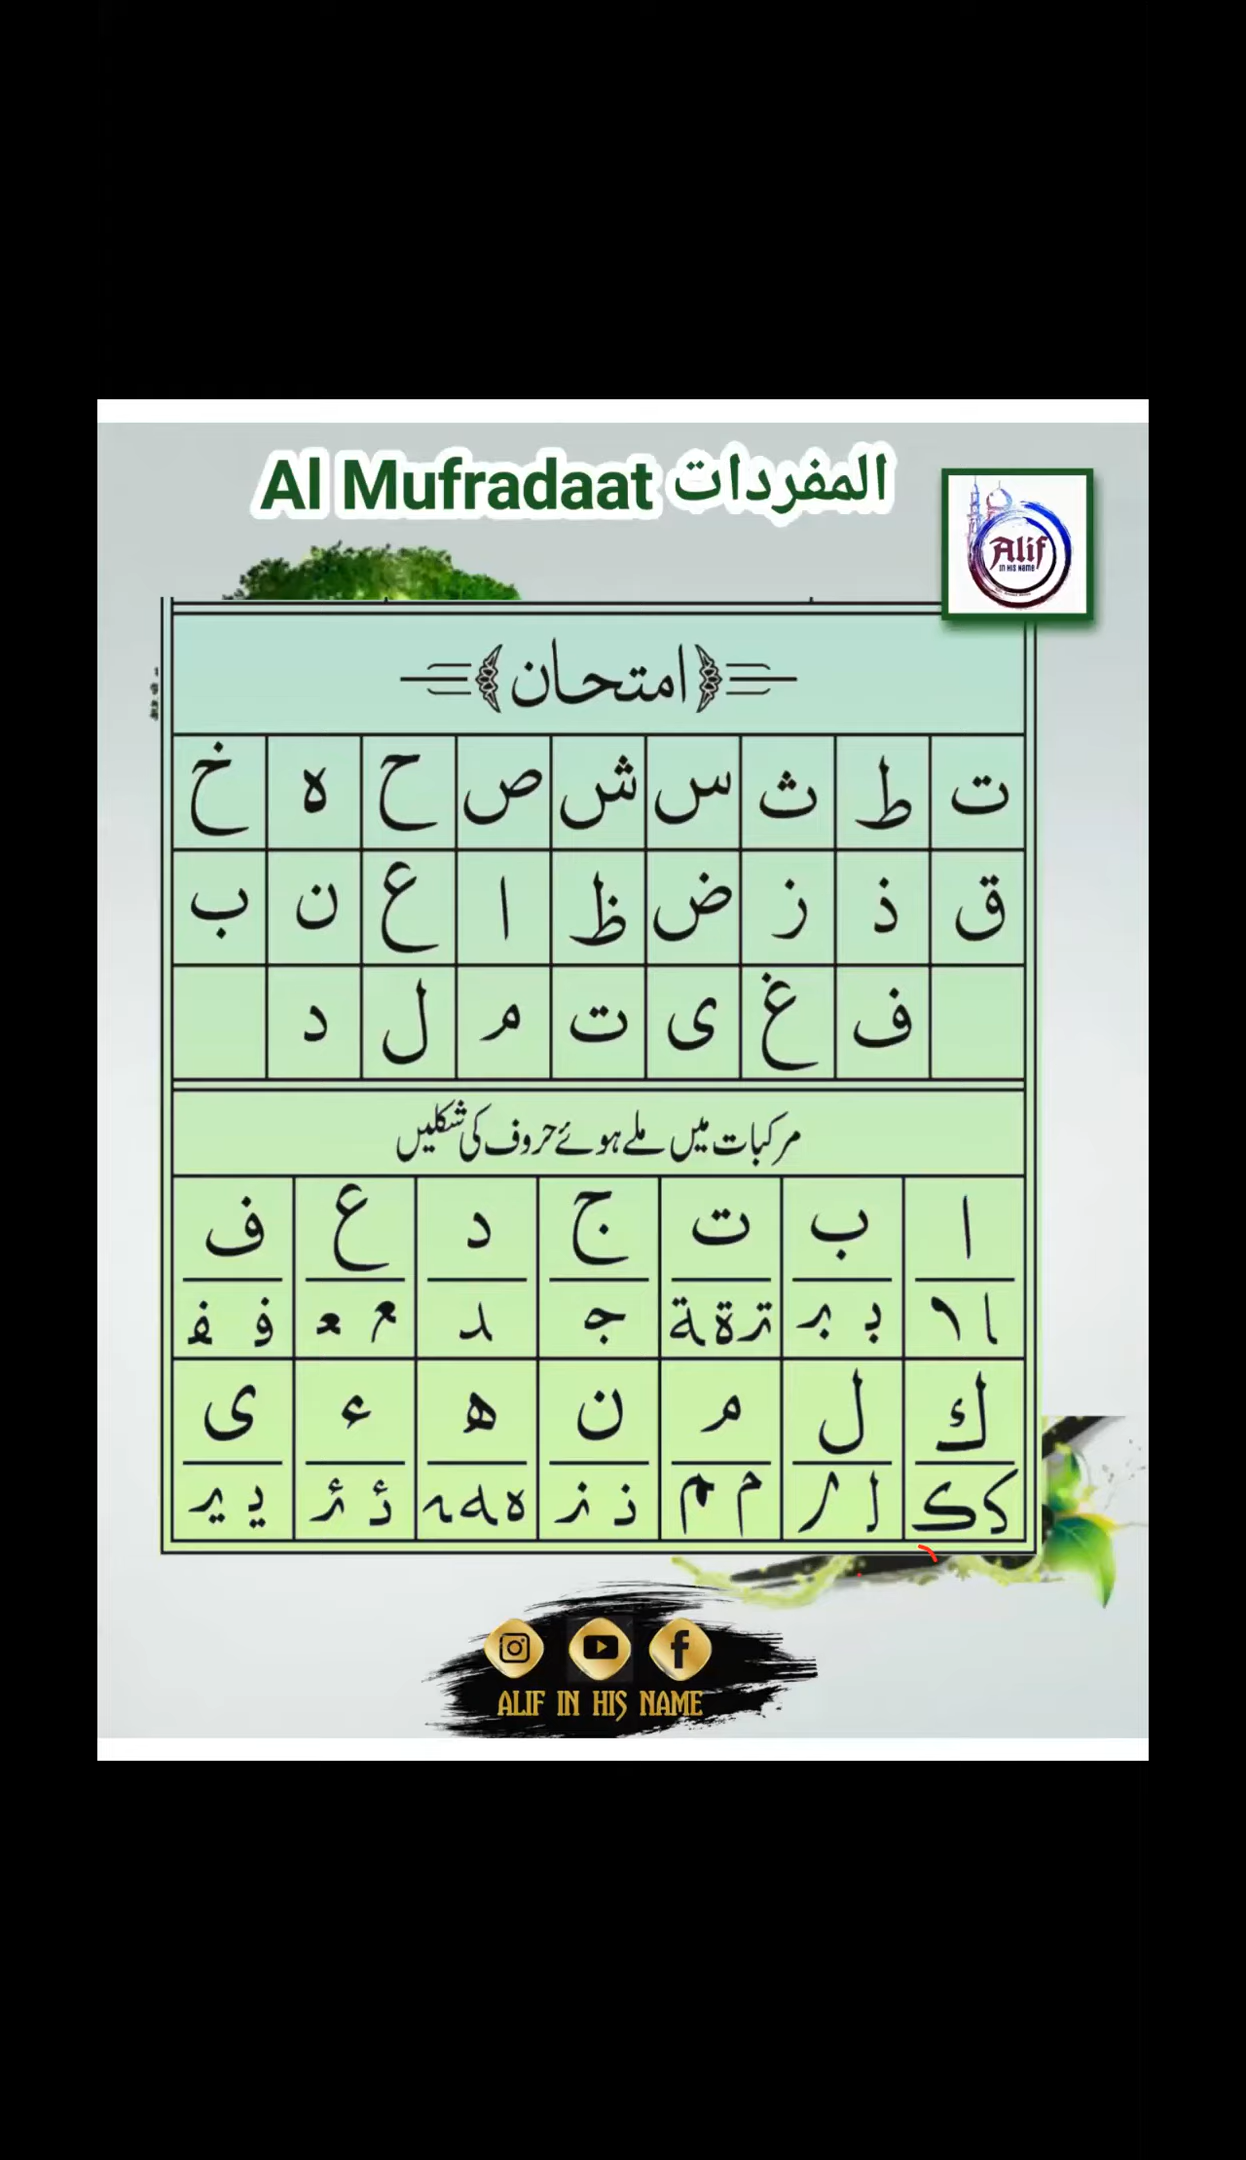 Al Mufradaat المفردات
Alif
IN HIS NAME
امتحان
ت ط ث س ش ص ح ه خ
ق ذ ز ض ظ ا ع ن ب
ف غ ى ت م ل د
مرکبات میں ملے ہوئے حروف کی شکلیں
ا ب ت ج د ع ف
ك ل م ن ھ ء ى
ALIF IN HIS NAME